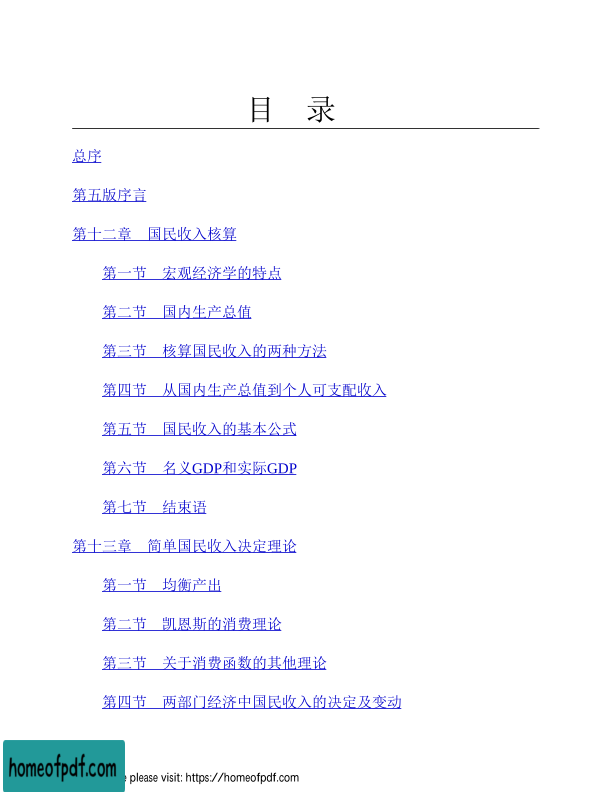 目 录
总序
第五版序言
第十二章 国民收入核算
第一节 宏观经济学的特点
第二节 国内生产总值
第三节 核算国民收入的两种方法
第四节 从国内生产总值到个人可支配收入
第五节 国民收入的基本公式
第六节 名义GDP和实际GDP
第七节 结束语
第十三章 简单国民收入决定理论
第一节 均衡产出
第二节 凯恩斯的消费理论
第三节 关于消费函数的其他理论
第四节 两部门经济中国民收入的决定及变动
homeofpdf.com
please visit: https://homeofpdf.com